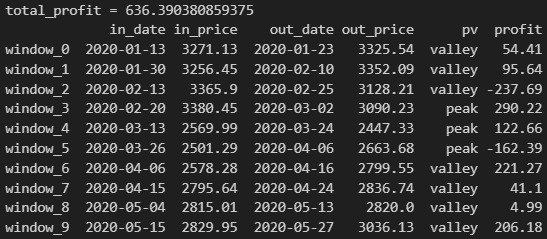 total_profit = 636.390380859375
in_date in_price out_date out_price pv profit
window_0 2020-01-13 3271.13 2020-01-23 3325.54 valley 54.41
window_1 2020-01-30 3256.45 2020-02-10 3352.09 valley 95.64
window_2 2020-02-13 3365.9 2020-02-25 3128.21 valley -237.69
window_3 2020-02-20 3380.45 2020-03-02 3090.23 peak 290.22
window_4 2020-03-13 2569.99 2020-03-24 2447.33 peak 122.66
window_5 2020-03-26 2501.29 2020-04-06 2663.68 peak -162.39
window_6 2020-04-06 2578.28 2020-04-16 2799.55 valley 221.27
window_7 2020-04-15 2795.64 2020-04-24 2836.74 valley 41.1
window_8 2020-05-04 2815.01 2020-05-13 2820.0 valley 4.99
window_9 2020-05-15 2829.95 2020-05-27 3036.13 valley 206.18